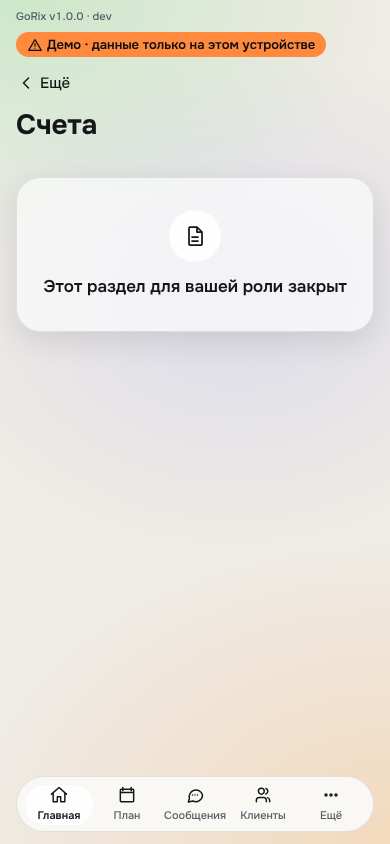 GoRix v1.0.0 · dev
Демо · данные только на этом устройстве
Ещё
Счета
Этот раздел для вашей роли закрыт
Главная
План
Сообщения
Клиенты
Ещё